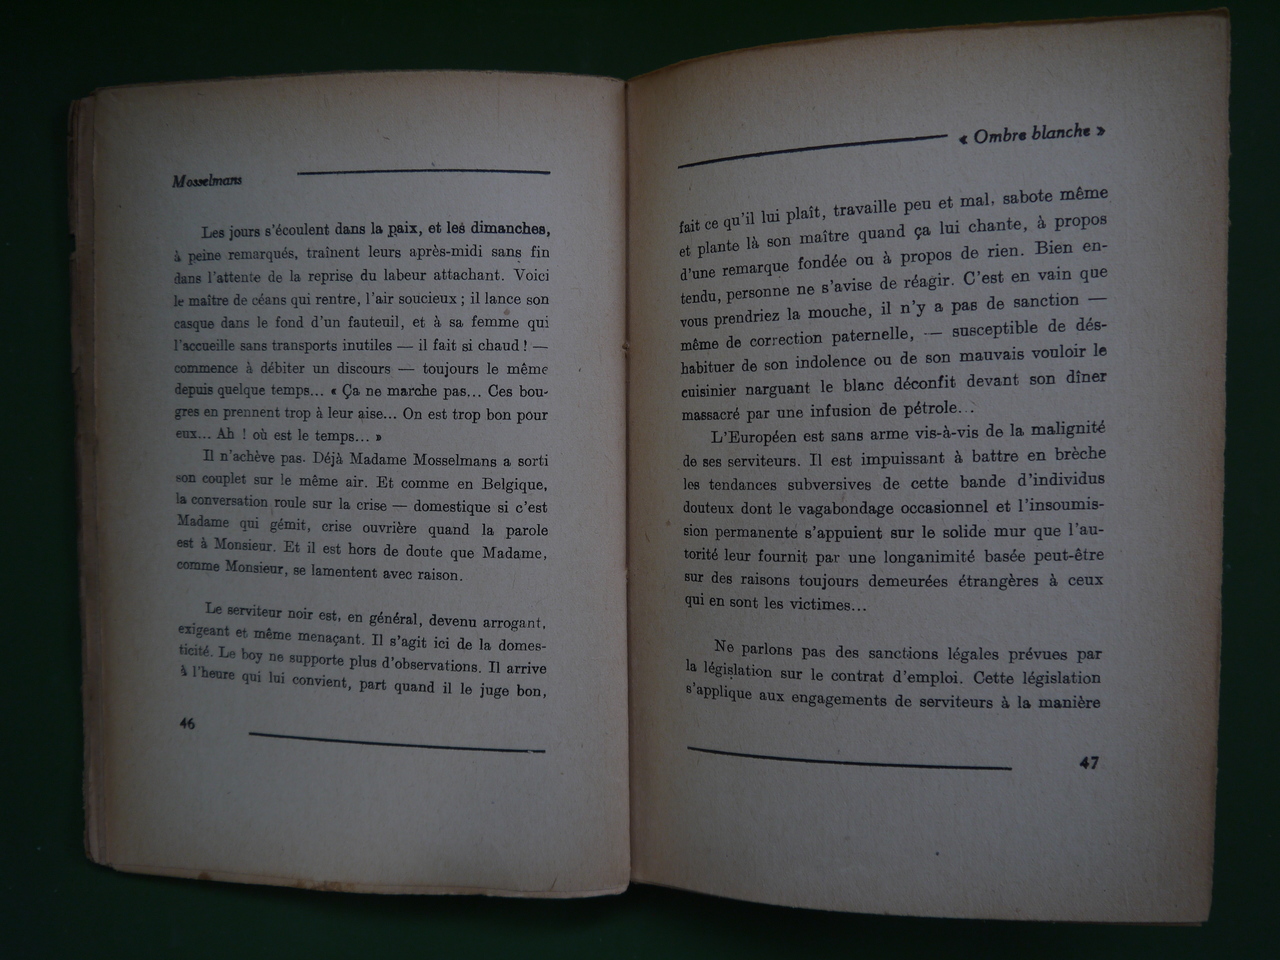 Mosselmans
Les jours s'écoulent dans la paix, et les dimanches,
à peine remarqués, traînent leurs après-midi sans fin
dans l'attente de la reprise du labeur attachant. Voici
le maître de céans qui rentre, l'air soucieux ; il lance son
casque dans le fond d'un fauteuil, et à sa femme qui
l'accueille sans transports inutiles — il fait si chaud ! —
commence à débiter un discours — toujours le même
depuis quelque temps... « Ça ne marche pas... Ces bou-
gres en prennent trop à leur aise... On est trop bon pour
eux... Ah ! où est le temps... »
Il n'achève pas. Déjà Madame Mosselmans a sorti
son couplet sur le même air. Et comme en Belgique,
la conversation roule sur la crise — domestique si c'est
Madame qui gémit, crise ouvrière quand la parole
est à Monsieur. Et il est hors de doute que Madame,
comme Monsieur, se lamentent avec raison.
Le serviteur noir est, en général, devenu arrogant,
exigeant et même menaçant. Il s'agit ici de la domes-
ticité. Le boy ne supporte plus d'observations. Il arrive
à l'heure qui lui convient, part quand il le juge bon,
46
« Ombre blanche »
fait ce qu'il lui plaît, travaille peu et mal, sabote même
et plante là son maître quand ça lui chante, à propos
d'une remarque fondée ou à propos de rien. Bien en-
tendu, personne ne s'avise de réagir. C'est en vain que
vous prendriez la mouche, il n'y a pas de sanction —
même de correction paternelle, — susceptible de dés-
habituer de son indolence ou de son mauvais vouloir le
cuisinier narguant le blanc déconfit devant son dîner
massacré par une infusion de pétrole...
L'Européen est sans arme vis-à-vis de la malignité
de ses serviteurs. Il est impuissant à battre en brèche
les tendances subversives de cette bande d'individus
douteux dont le vagabondage occasionnel et l'insoumis-
sion permanente s'appuient sur le solide mur que l'au-
torité leur fournit par une longanimité basée peut-être
sur des raisons toujours demeurées étrangères à ceux
qui en sont les victimes...
Ne parlons pas des sanctions légales prévues par
la législation sur le contrat d'emploi. Cette législation
s'applique aux engagements de serviteurs à la manière
47